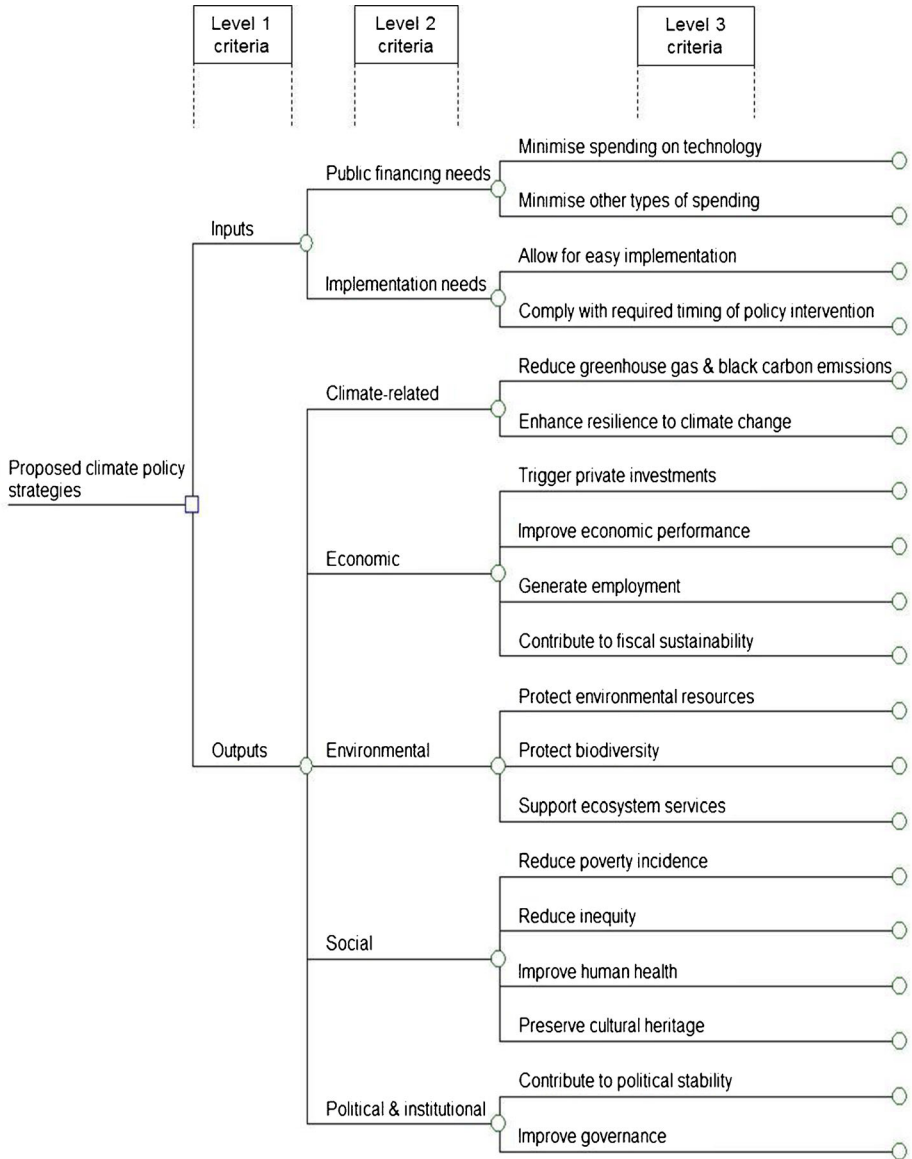 Level 1
criteria
Level 2
criteria
Level 3
criteria
Minimise spending on technology
Public financing needs
Minimise other types of spending
Inputs
Allow for easy implementation
Implementation needs
Comply with required timing of policy intervention
Reduce greenhouse gas & black carbon emissions
Climate-related
Enhance resilience to climate change
Proposed climate policy
strategies
Trigger private investments
Improve economic performance
Economic
Generate employment
Contribute to fiscal sustainability
Protect environmental resources
Outputs
Environmental
Protect biodiversity
Support ecosystem services
Reduce poverty incidence
Reduce inequity
Social
Improve human health
Preserve cultural heritage
Contribute to political stability
Political & institutional
Improve governance